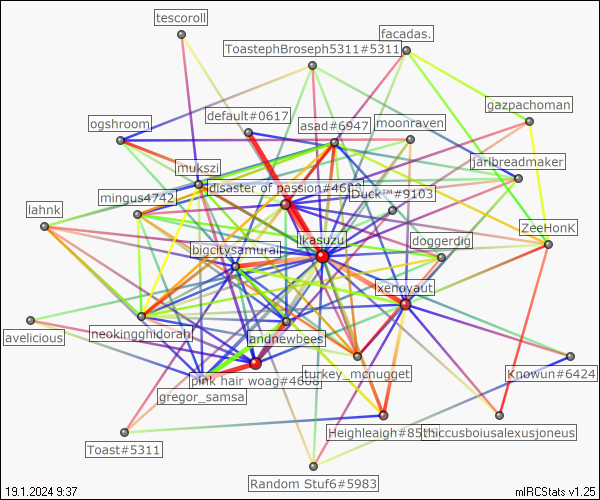 tescoroll
facadas.
ToastephBroseph5311#5311
gazpachoman
default#0617
asad#6947
moonraven
ogshroom
jarlbreadmaker
mukszi
disaster of passion#4608
Duck™#9103
mingus4742
lahnk
ZeeHonK
Ikasuzu
doggerdig
bigcitysamurai
xenoyaut
neokingghidorah
andnewbees
avelicious
pink hair woag#4608
turkey_mcnugget
Knowun#6424
gregor_samsa
Heighleaigh#85
thiccusboiusalexusjoneus
Toast#5311
Random Stuf6#5983
19.1.2024 9:37
mIRCStats v1.25